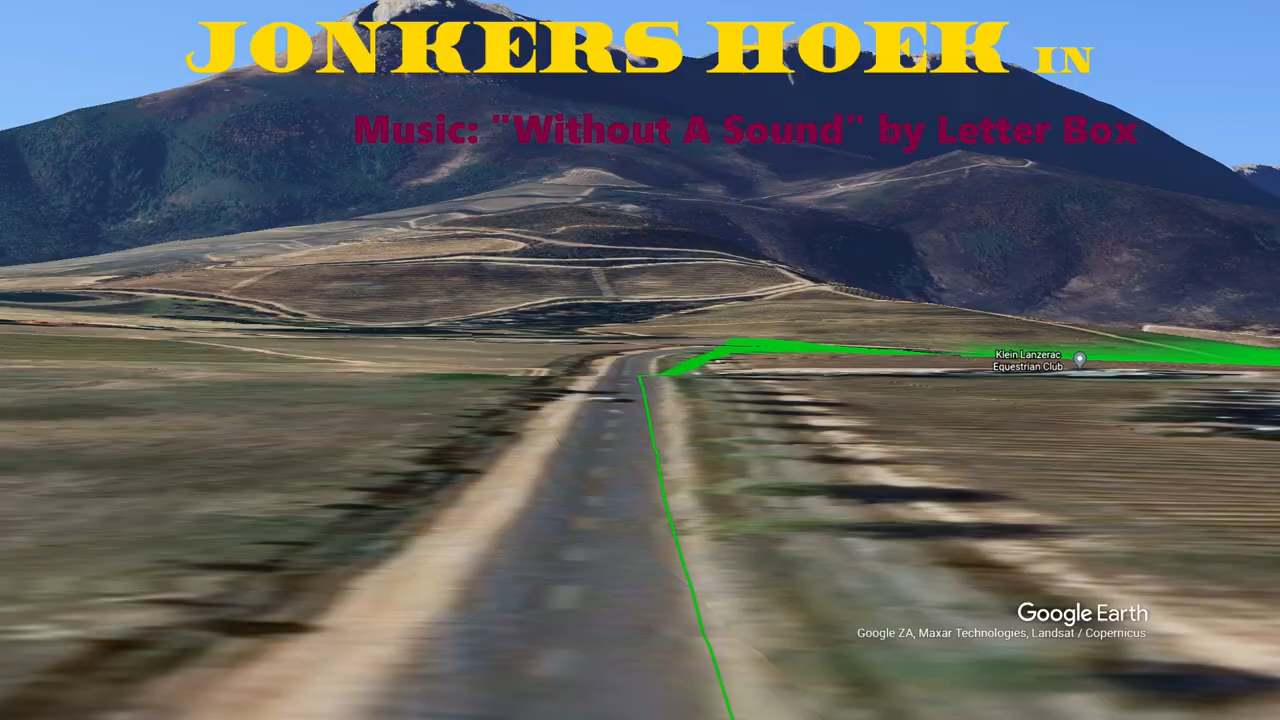 JONKERS HOEK IN
Music: "Without A Sound" by Letter Box
Klein Lanzerac
Equestrian Club
Google Earth
Google ZA, Maxar Technologies, Landsat / Copernicus